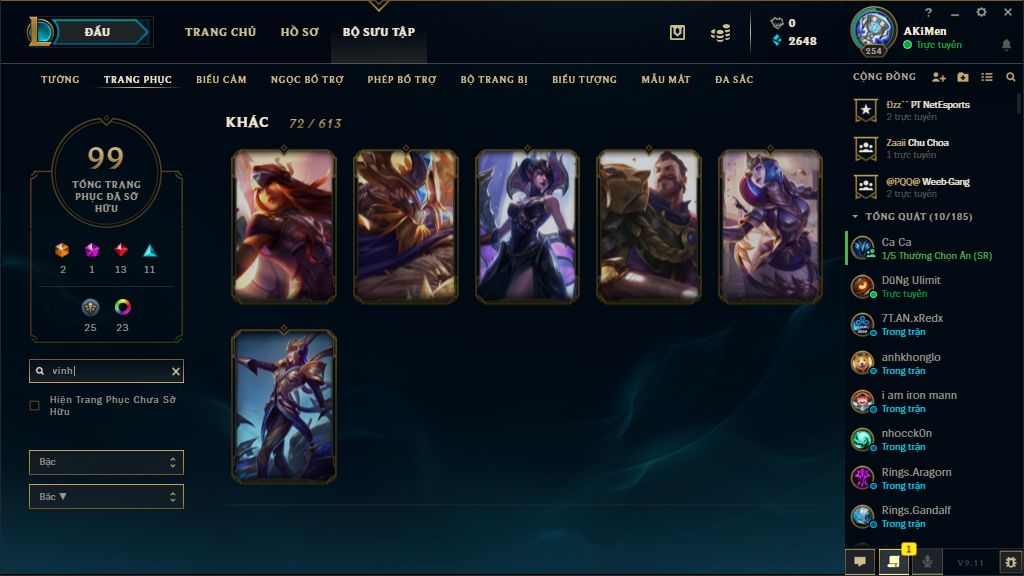 ĐẤU
TRANG CHỦ
HỒ SƠ
BỘ SƯU TẬP
0
2648
254
?
AKiMen
Trực tuyến
TƯỚNG
TRANG PHỤC
BIỂU CẢM
NGỌC BỔ TRỢ
PHÉP BỔ TRỢ
BỘ TRANG BỊ
BIỂU TƯỢNG
MẪU MẮT
ĐA SẮC
CỘNG ĐỒNG
99
TỔNG TRANG
PHỤC ĐÃ SỞ
HỮU
2
1
13
11
25
23
vinh
Hiện Trang Phục Chưa Sở
Hữu
Bậc
Bậc ▼
KHÁC
72 / 613
Đzz˜˜ PT NetEsports
2 trực tuyến
Zaaii Chu Choa
1 trực tuyến
@PQQ@ Weeb-Gang
2 trực tuyến
TỔNG QUÁT (10/185)
Ca Ca
1/5 Thường Chọn Ẩn (SR)
DũNg Ulimit
Trực tuyến
7T.AN.xRedx
Trong trận
anhkhonglo
Trong trận
i am iron mann
Trong trận
nhocck0n
Trong trận
Rings.Aragorn
Trong trận
Rings.Gandalf
Trong trận
1
V9.11